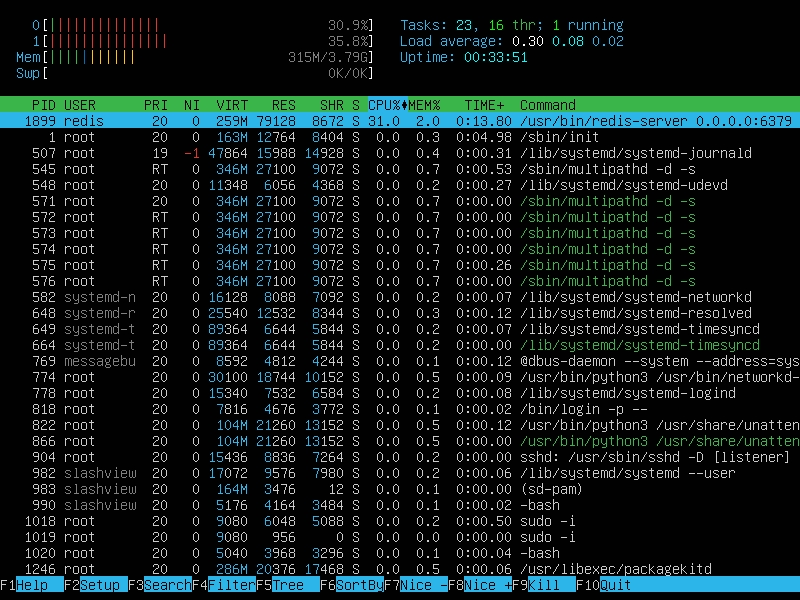 0[||||||||||||||| 30.9%] Tasks: 23, 16 thr; 1 running
1[|||||||||||||||| 35.8%] Load average: 0.30 0.08 0.02
Mem[|||||||||||| 315M/3.79G] Uptime: 00:33:51
Swp[ 0K/0K]
PID USER PRI NI VIRT RES SHR S CPU%♦MEM% TIME+ Command
1899 redis 20 0 259M 79128 8672 S 31.0 2.0 0:13.80 /usr/bin/redis-server 0.0.0.0:6379
1 root 20 0 163M 12764 8404 S 0.0 0.3 0:04.98 /sbin/init
507 root 19 -1 47864 15988 14928 S 0.0 0.4 0:00.31 /lib/systemd/systemd-journald
545 root RT 0 346M 27100 9072 S 0.0 0.7 0:00.53 /sbin/multipathd -d -s
548 root 20 0 11348 6056 4368 S 0.0 0.2 0:00.27 /lib/systemd/systemd-udevd
571 root RT 0 346M 27100 9072 S 0.0 0.7 0:00.00 /sbin/multipathd -d -s
572 root RT 0 346M 27100 9072 S 0.0 0.7 0:00.00 /sbin/multipathd -d -s
573 root RT 0 346M 27100 9072 S 0.0 0.7 0:00.00 /sbin/multipathd -d -s
574 root RT 0 346M 27100 9072 S 0.0 0.7 0:00.00 /sbin/multipathd -d -s
575 root RT 0 346M 27100 9072 S 0.0 0.7 0:00.26 /sbin/multipathd -d -s
576 root RT 0 346M 27100 9072 S 0.0 0.7 0:00.00 /sbin/multipathd -d -s
582 systemd-n 20 0 16128 8088 7092 S 0.0 0.2 0:00.07 /lib/systemd/systemd-networkd
648 systemd-r 20 0 25540 12532 8344 S 0.0 0.3 0:00.12 /lib/systemd/systemd-resolved
649 systemd-t 20 0 89364 6644 5844 S 0.0 0.2 0:00.07 /lib/systemd/systemd-timesyncd
664 systemd-t 20 0 89364 6644 5844 S 0.0 0.2 0:00.00 /lib/systemd/systemd-timesyncd
769 messagebu 20 0 8592 4812 4244 S 0.0 0.1 0:00.12 @dbus-daemon --system --address=sys
774 root 20 0 30100 18744 10152 S 0.0 0.5 0:00.09 /usr/bin/python3 /usr/bin/networkd-
778 root 20 0 15340 7532 6584 S 0.0 0.2 0:00.08 /lib/systemd/systemd-logind
818 root 20 0 7816 4676 3772 S 0.0 0.1 0:00.02 /bin/login -p --
822 root 20 0 104M 21260 13152 S 0.0 0.5 0:00.12 /usr/bin/python3 /usr/share/unatten
866 root 20 0 104M 21260 13152 S 0.0 0.5 0:00.00 /usr/bin/python3 /usr/share/unatten
904 root 20 0 15436 8836 7264 S 0.0 0.2 0:00.00 sshd: /usr/sbin/sshd -D [listener]
982 slashview 20 0 17072 9576 7980 S 0.0 0.2 0:00.06 /lib/systemd/systemd --user
983 slashview 20 0 164M 3476 12 S 0.0 0.1 0:00.00 (sd-pam)
990 slashview 20 0 5176 4164 3484 S 0.0 0.1 0:00.02 -bash
1018 root 20 0 9080 6048 5088 S 0.0 0.2 0:00.50 sudo -i
1019 root 20 0 9080 956 0 S 0.0 0.0 0:00.00 sudo -i
1020 root 20 0 5040 3968 3296 S 0.0 0.1 0:00.04 -bash
1246 root 20 0 286M 20376 17468 S 0.0 0.5 0:00.06 /usr/libexec/packagekitd
F1Help F2Setup F3SearchF4FilterF5Tree F6SortByF7Nice -F8Nice +F9Kill F10Quit